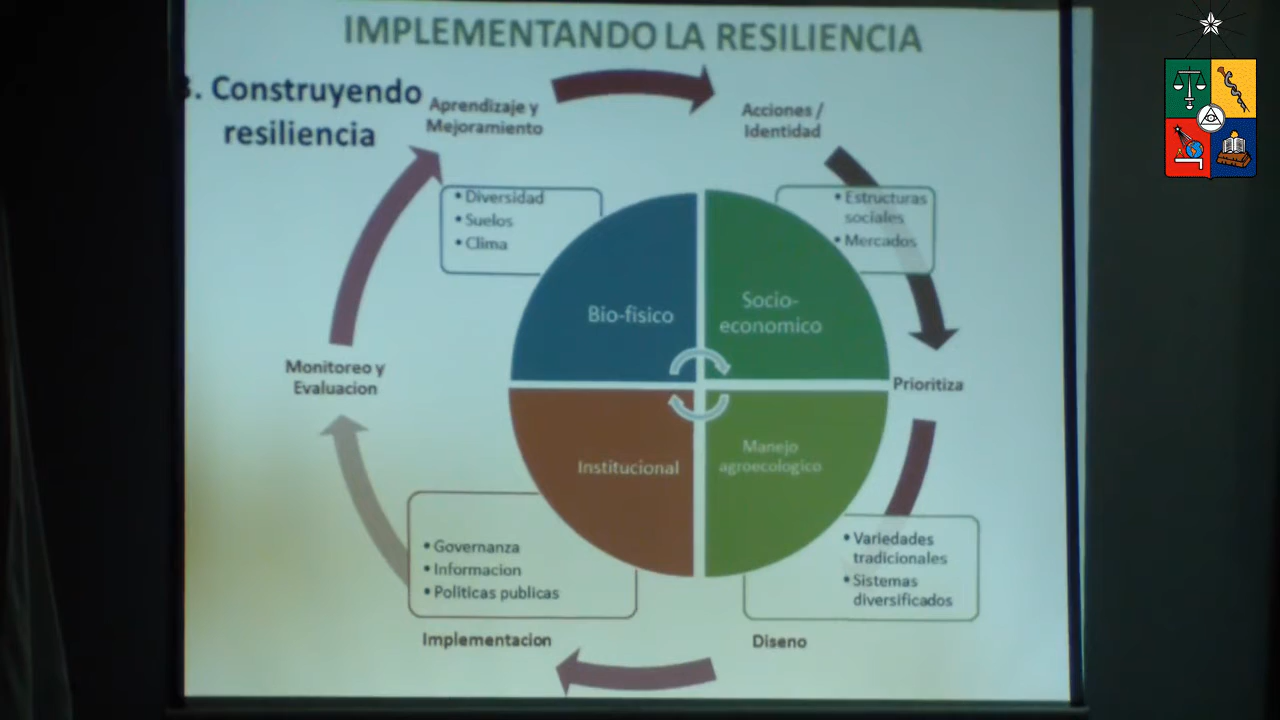 IMPLEMENTANDO LA RESILIENCIA
3. Construyendo
resiliencia
Aprendizaje y
Mejoramiento
Acciones /
Identidad
• Diversidad
• Suelos
• Clima
• Estructuras
sociales
• Mercados
Bio-fisico
Socio-
economico
Monitoreo y
Evaluacion
Prioritiza
Institucional
Manejo
agroecologico
• Governanza
• Informacion
• Politicas publicas
• Variedades
tradicionales
• Sistemas
diversificados
Implementacion
Diseno